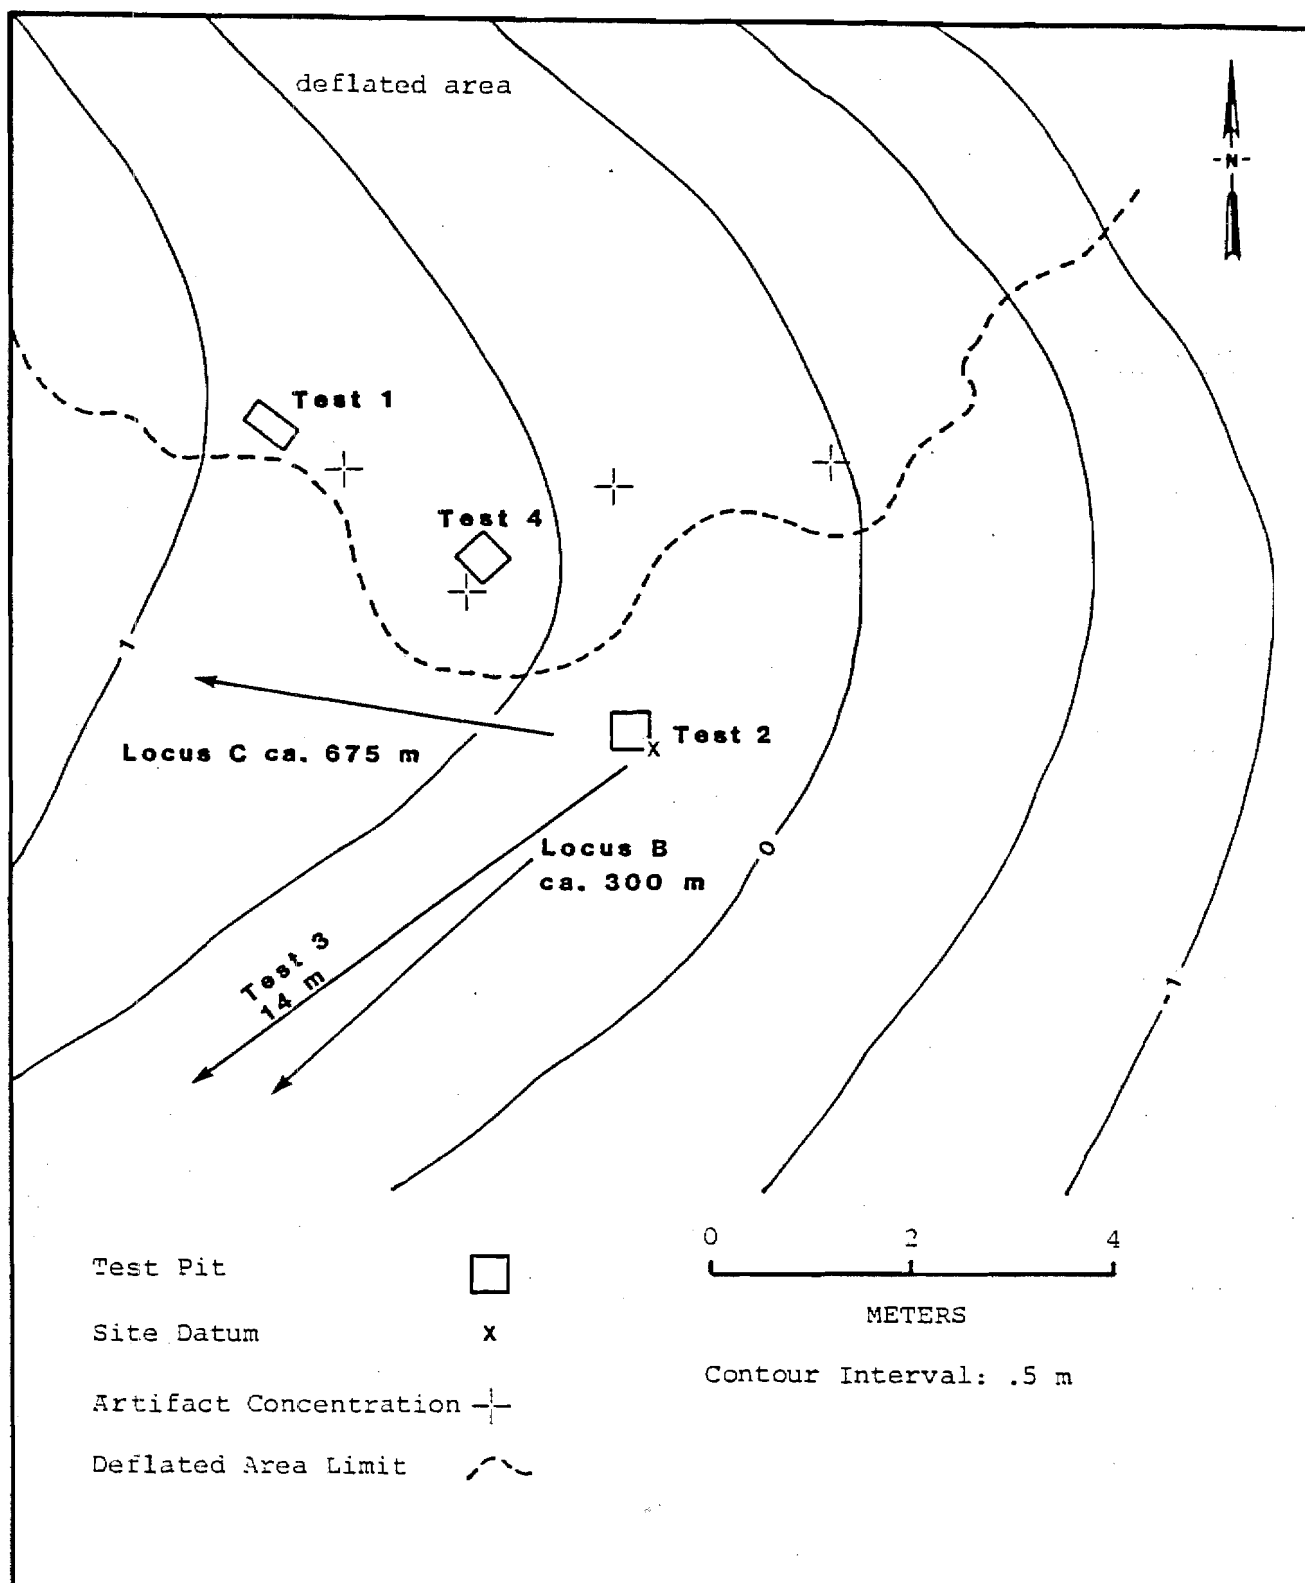 deflated area
-N-
Test 1
Test 4
1
Test 2
x
Locus C ca. 675 m
Locus B
ca. 300 m
0
Test 3
14 m
-1
0 2 4
METERS
Contour Interval: .5 m
Test Pit
Site Datum x
Artifact Concentration
Deflated Area Limit